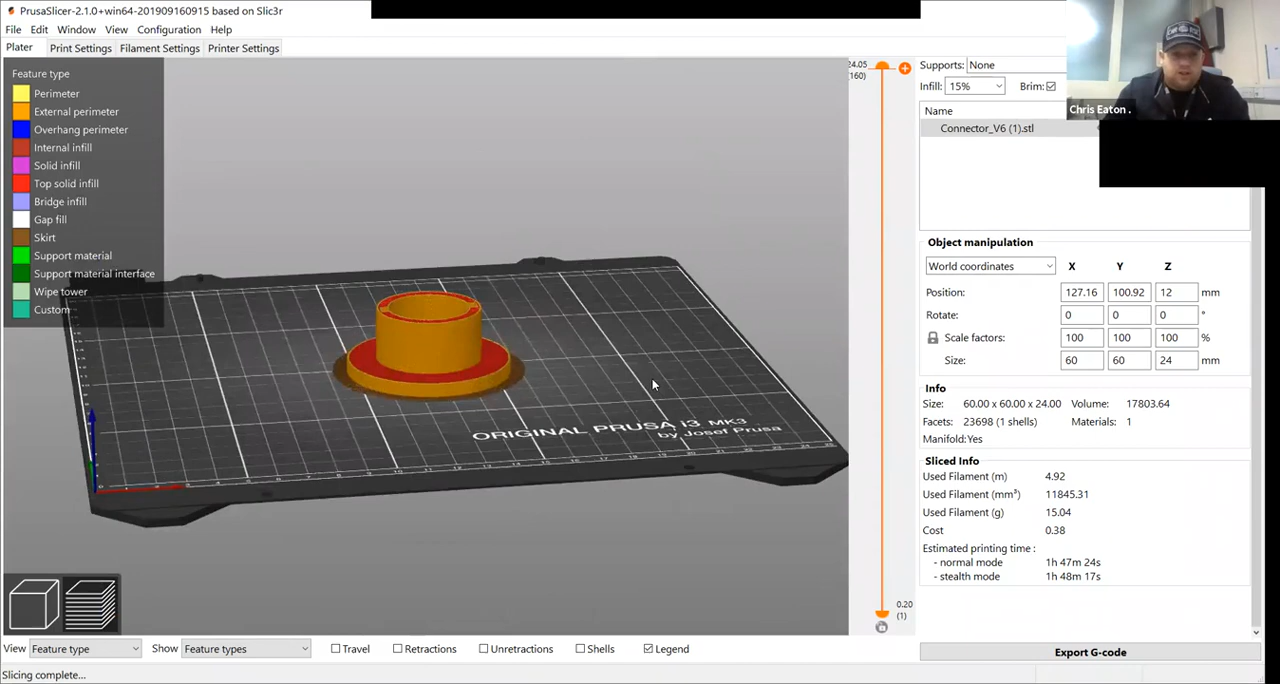 PrusaSlicer-2.1.0+win64-201909160915 based on Slic3r
File Edit Window View Configuration Help
Plater Print Settings Filament Settings Printer Settings
Feature type
Perimeter
External perimeter
Overhang perimeter
Internal infill
Solid infill
Top solid infill
Bridge infill
Gap fill
Skirt
Support material
Support material interface
Wipe tower
Custom
ORIGINAL PRUSA i3 MK3
by Josef Prusa
24.05
(160)
0.20
(1)
Supports: None
Infill: 15% Brim:
Chris Eaton .
Name
Connector_V6 (1).stl
Object manipulation
World coordinates X Y Z
Position: 127.16 100.92 12 mm
Rotate: 0 0 0 °
Scale factors: 100 100 100 %
Size: 60 60 24 mm
Info
Size: 60.00 x 60.00 x 24.00 Volume: 17803.64
Facets: 23698 (1 shells) Materials: 1
Manifold:Yes
Sliced Info
Used Filament (m) 4.92
Used Filament (mm³) 11845.31
Used Filament (g) 15.04
Cost 0.38
Estimated printing time :
- normal mode 1h 47m 24s
- stealth mode 1h 48m 17s
View Feature type Show Feature types Travel Retractions Unretractions Shells Legend
Export G-code
Slicing complete...